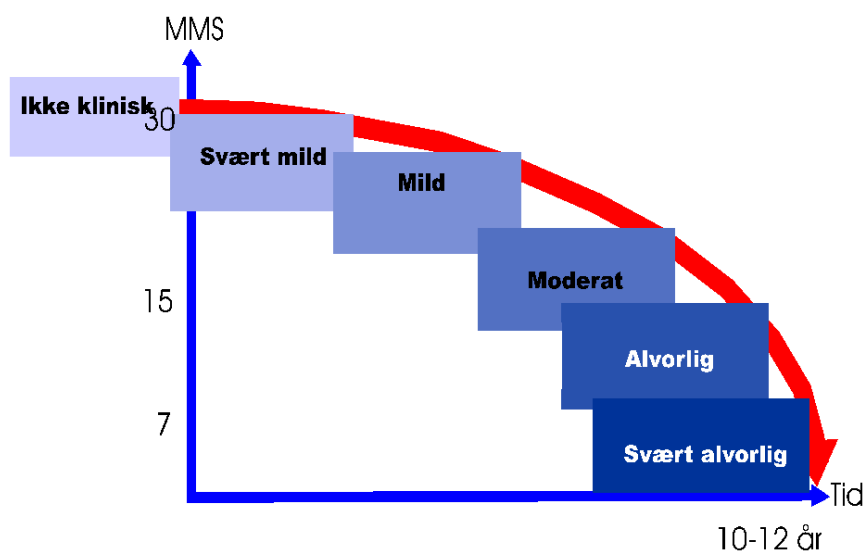 MMS
Ikke klinisk
30
Svært mild
Mild
Moderat
15
Alvorlig
7
Svært alvorlig
Tid
10-12 år